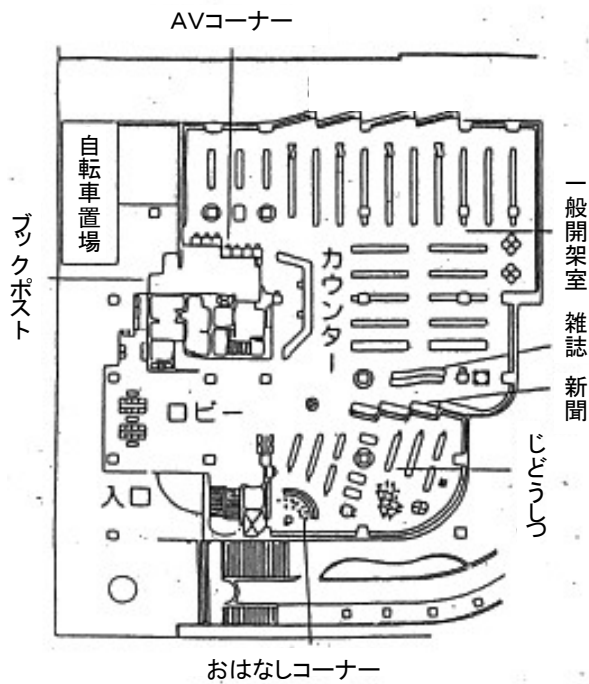 AVコーナー
自転車置場
ブックポスト
カウンター
一般開架室
雑誌
新聞
ロビー
じどうしつ
入口
おはなしコーナー